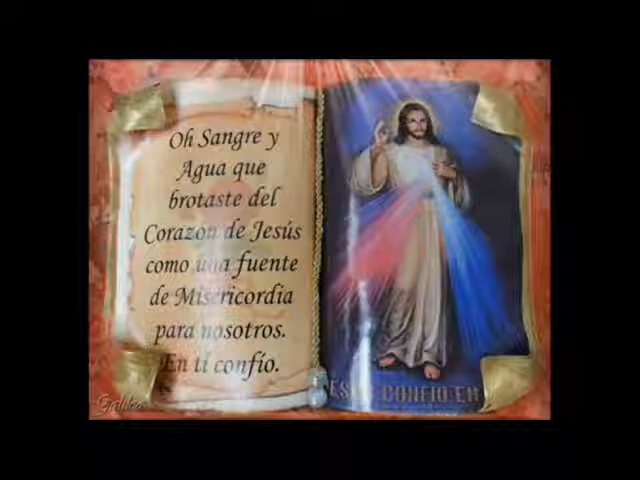 Oh Sangre y
Agua que
brotaste del
Corazon de Jesús
como una fuente
de Misericordia
para nosotros.
En ti confío.
CONFIO EN